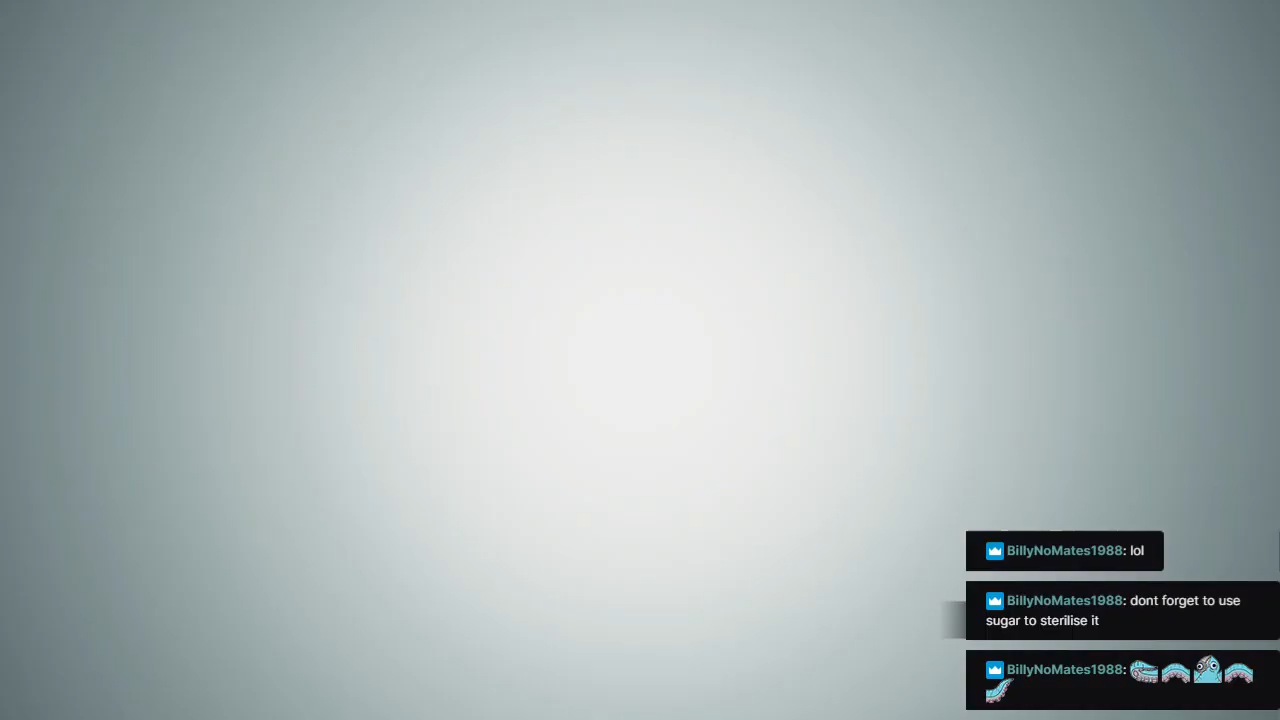 BillyNoMates1988: lol
BillyNoMates1988: dont forget to use
sugar to sterilise it
BillyNoMates1988: